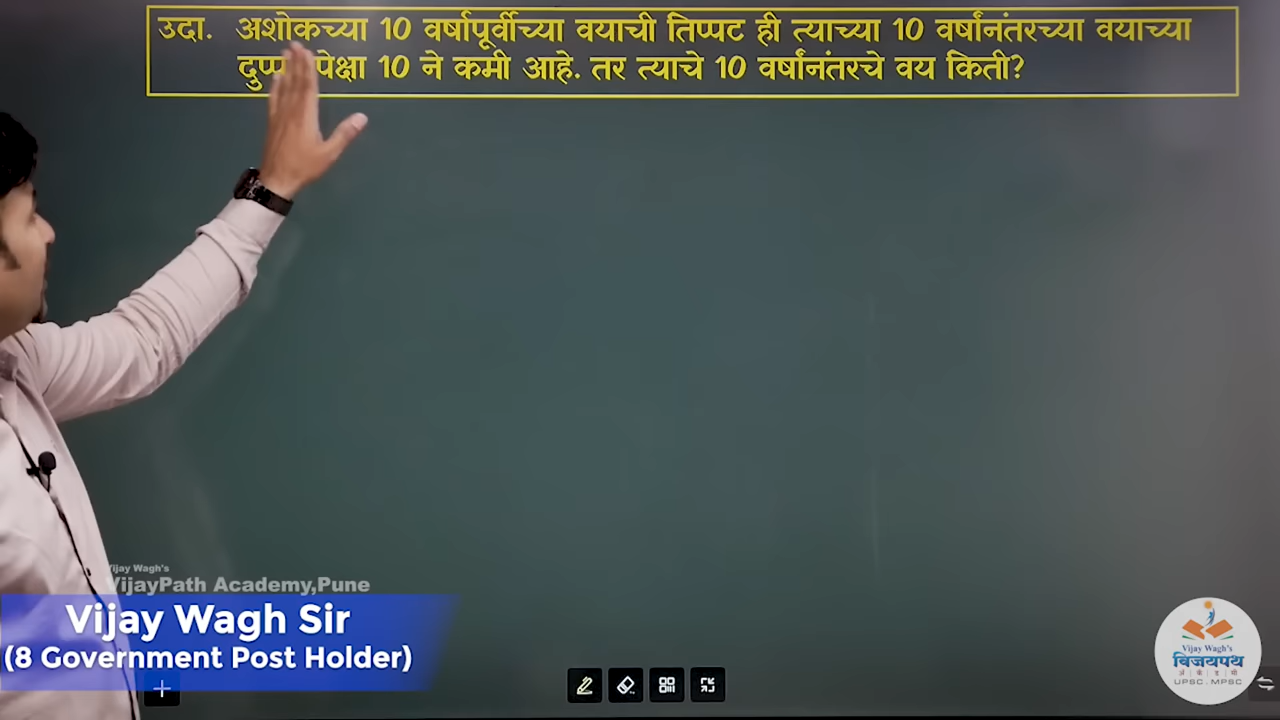 उदा. अशोकच्या 10 वर्षापूर्वीच्या वयाची तिप्पट ही त्याच्या 10 वर्षांनंतरच्या वयाच्या
10 ने कमी आहे. तर त्याचे 10 वर्षांनंतरचे वय किती?
Vijay Wagh's
VijayPath Academy,Pune
Vijay Wagh Sir
(8 Government Post Holder)
Vijay Wagh's
विजयपथ
UPSC.MPSC